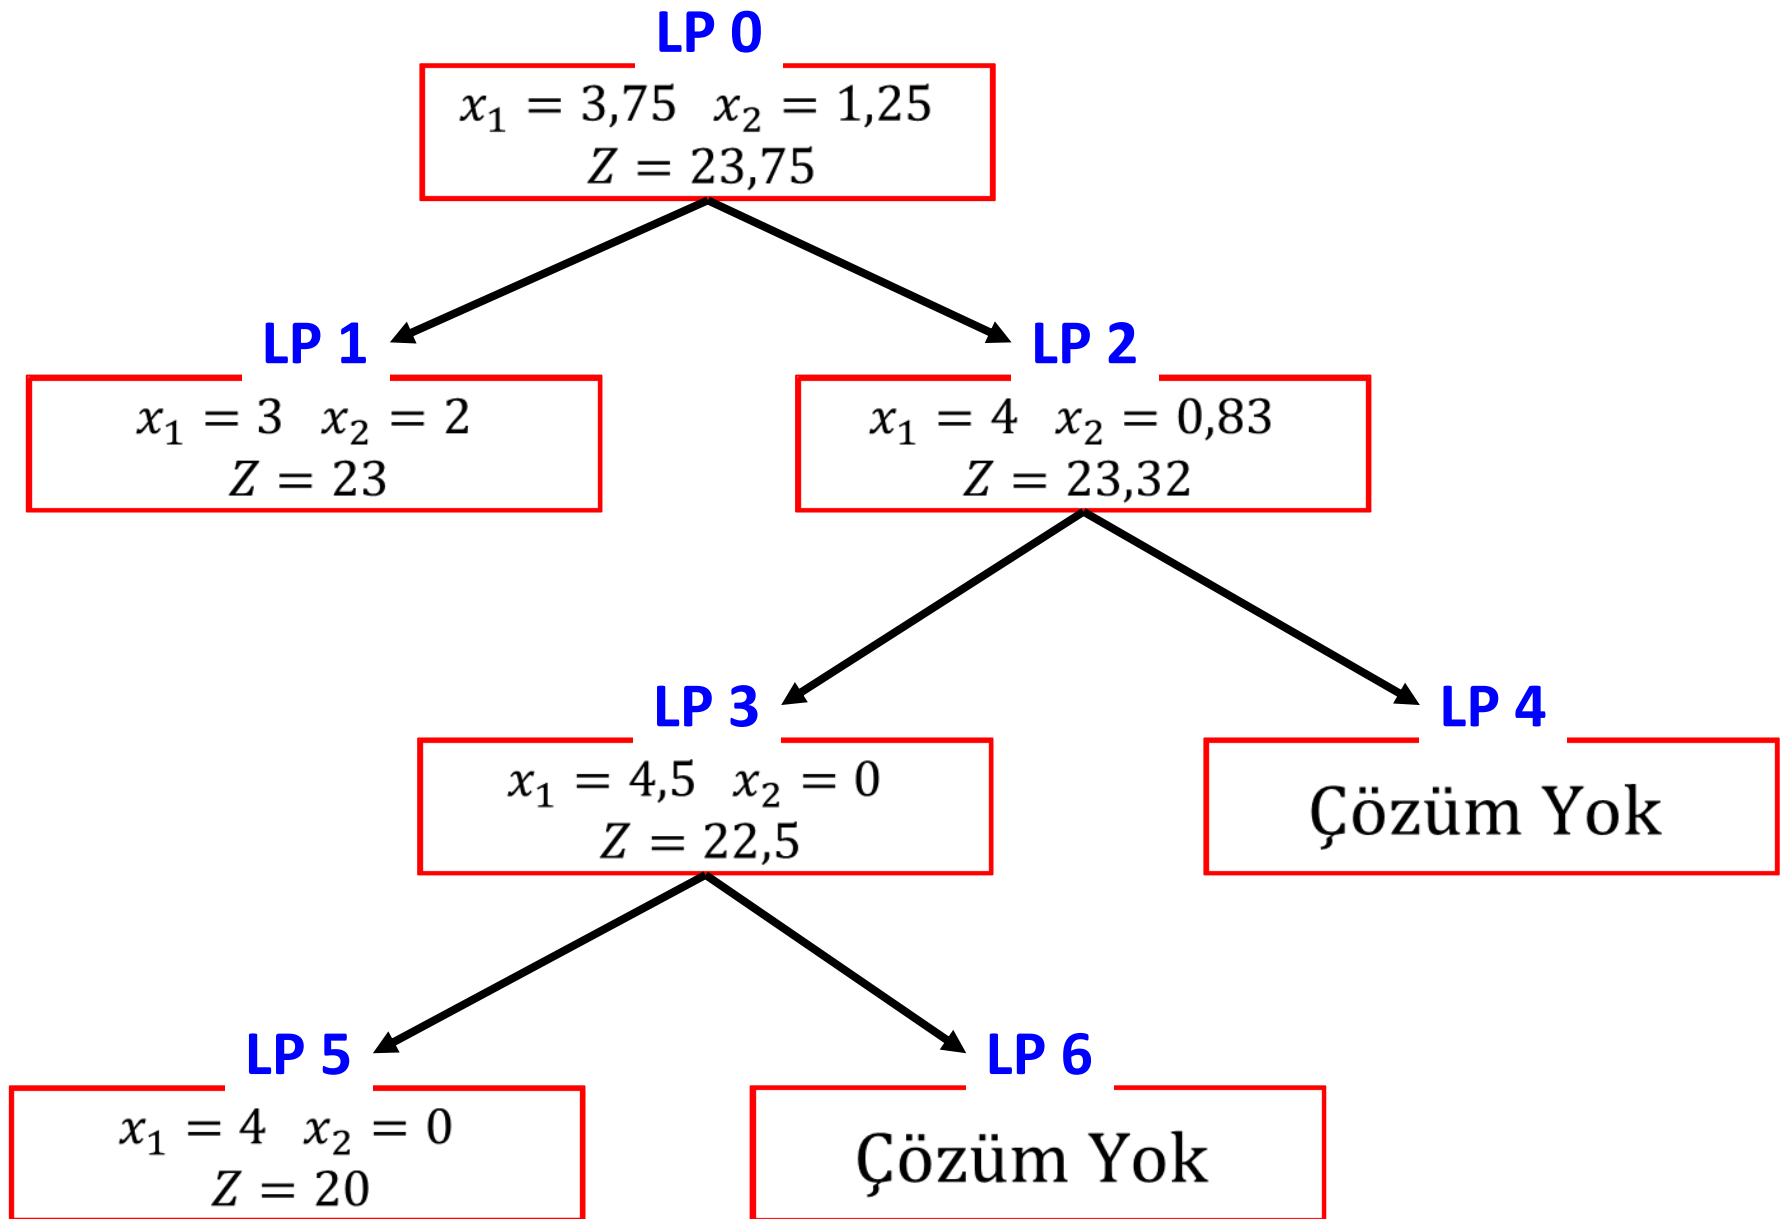 LP 0
x₁ = 3,75 x₂ = 1,25
Z = 23,75
LP 1
x₁ = 3 x₂ = 2
Z = 23
LP 2
x₁ = 4 x₂ = 0,83
Z = 23,32
LP 3
x₁ = 4,5 x₂ = 0
Z = 22,5
LP 4
Çözüm Yok
LP 5
x₁ = 4 x₂ = 0
Z = 20
LP 6
Çözüm Yok